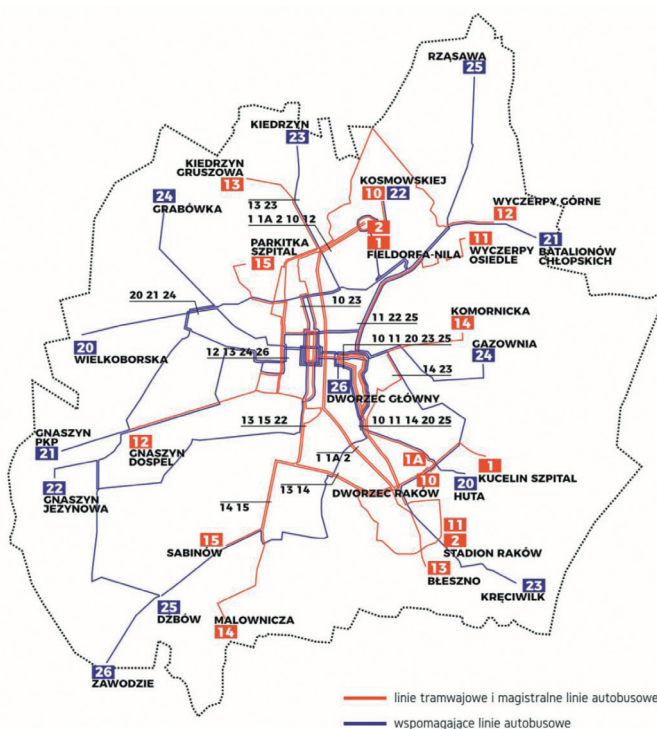 RZĄSAWA
25
KIEDRZYN
23
KIEDRZYN
GRUSZOWA
13
KOSMOWSKIEJ
10 22
24
GRABÓWKA
13 23
1 1A 2 10 12
WYCZERPY GÓRNE
12
2
1
FIELDORFA-NILA
11
WYCZERPY
OSIEDLE
21
BATALIONÓW
CHŁOPSKICH
PARKITKA
SZPITAL
15
20 21 24
10 23
11 22 25
KOMORNICKA
14
20
WIELKOBORSKA
12 13 24 26
10 11 20 23 25
GAZOWNIA
24
26
DWORZEC GŁÓWNY
14 23
GNASZYN
PKP
21
12
GNASZYN
DOSPEL
13 15 22
10 11 14 20 25
22
GNASZYN
JEŻYNOWA
1 1A 2
1A
1
KUCELIN SZPITAL
13 14
DWORZEC RAKÓW
10
20
HUTA
14 15
15
SABINÓW
11
2
STADION RAKÓW
13
BŁESZNO
23
KRĘCIWILK
25
DŹBÓW
MALOWNICZA
14
26
ZAWODZIE
linie tramwajowe i magistralne linie autobusowe
wspomagające linie autobusowe